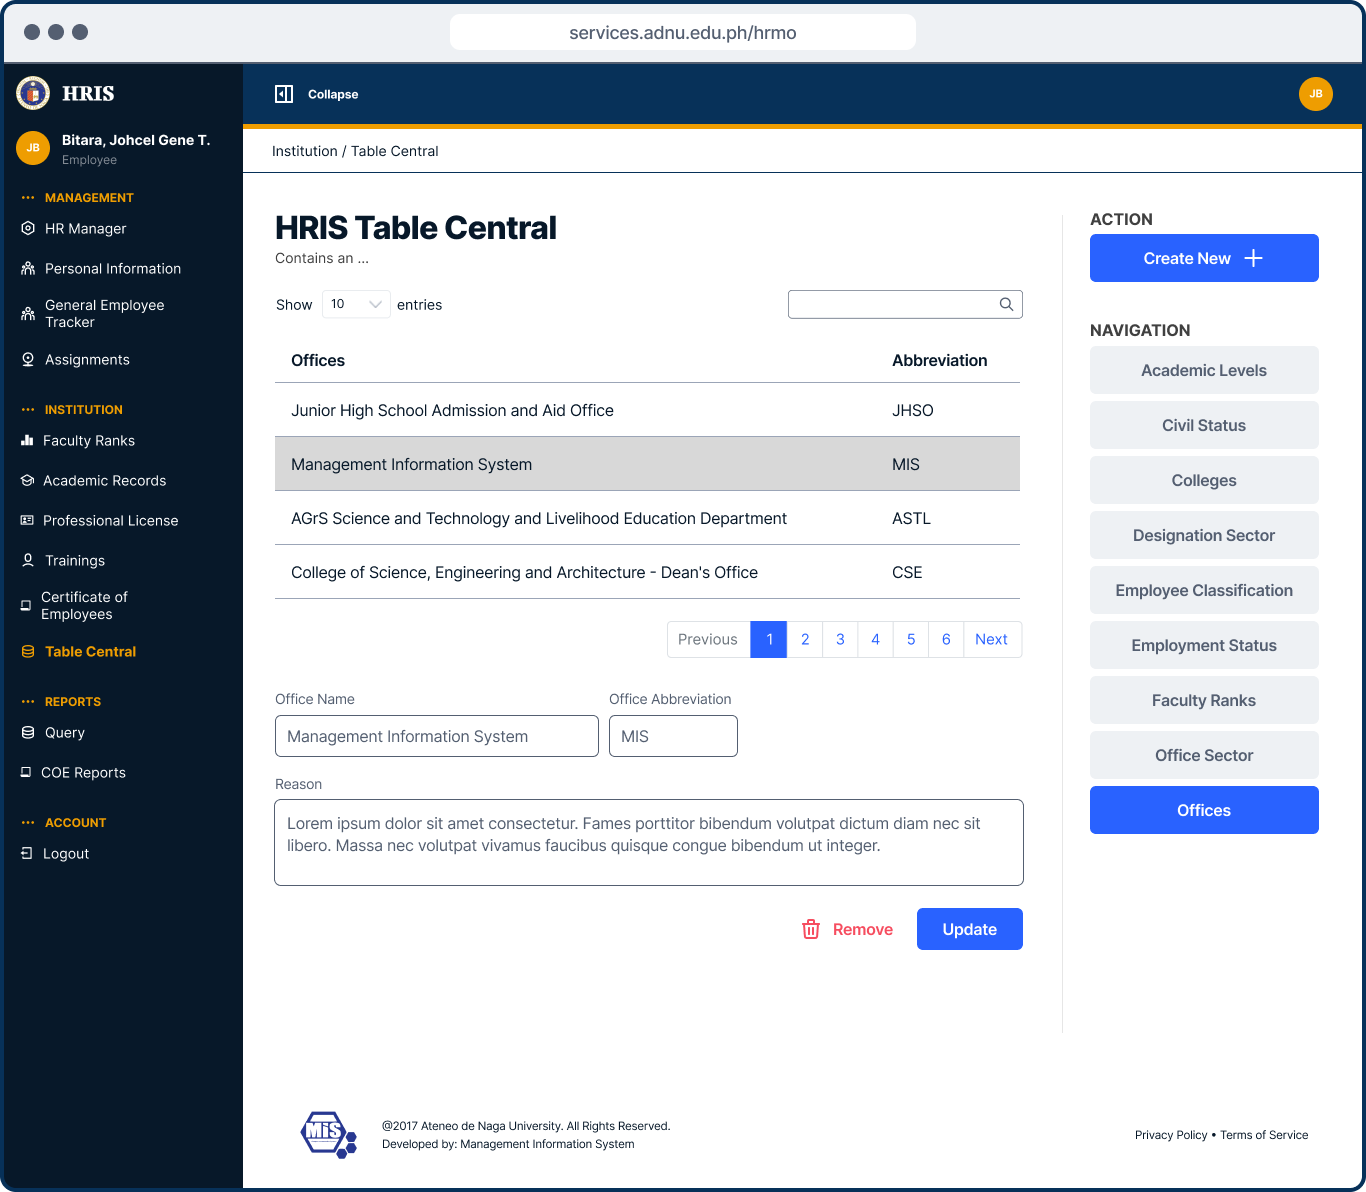 services.adnu.edu.ph/hrmo
HRIS
Collapse
JB
JB
Bitara, Johcel Gene T.
Employee
MANAGEMENT
HR Manager
Personal Information
General Employee
Tracker
Assignments
INSTITUTION
Faculty Ranks
Academic Records
Professional License
Trainings
Certificate of
Employees
Table Central
REPORTS
Query
COE Reports
ACCOUNT
Logout
Institution / Table Central
HRIS Table Central
Contains an ...
Show 10 entries
Offices Abbreviation
Junior High School Admission and Aid Office JHSO
Management Information System MIS
AGrS Science and Technology and Livelihood Education Department ASTL
College of Science, Engineering and Architecture - Dean's Office CSE
Previous 1 2 3 4 5 6 Next
Office Name Office Abbreviation
Management Information System MIS
Reason
Lorem ipsum dolor sit amet consectetur. Fames porttitor bibendum volutpat dictum diam nec sit
libero. Massa nec volutpat vivamus faucibus quisque congue bibendum ut integer.
Remove Update
ACTION
Create New
NAVIGATION
Academic Levels
Civil Status
Colleges
Designation Sector
Employee Classification
Employment Status
Faculty Ranks
Office Sector
Offices
MIS
@2017 Ateneo de Naga University. All Rights Reserved.
Developed by: Management Information System
Privacy Policy • Terms of Service